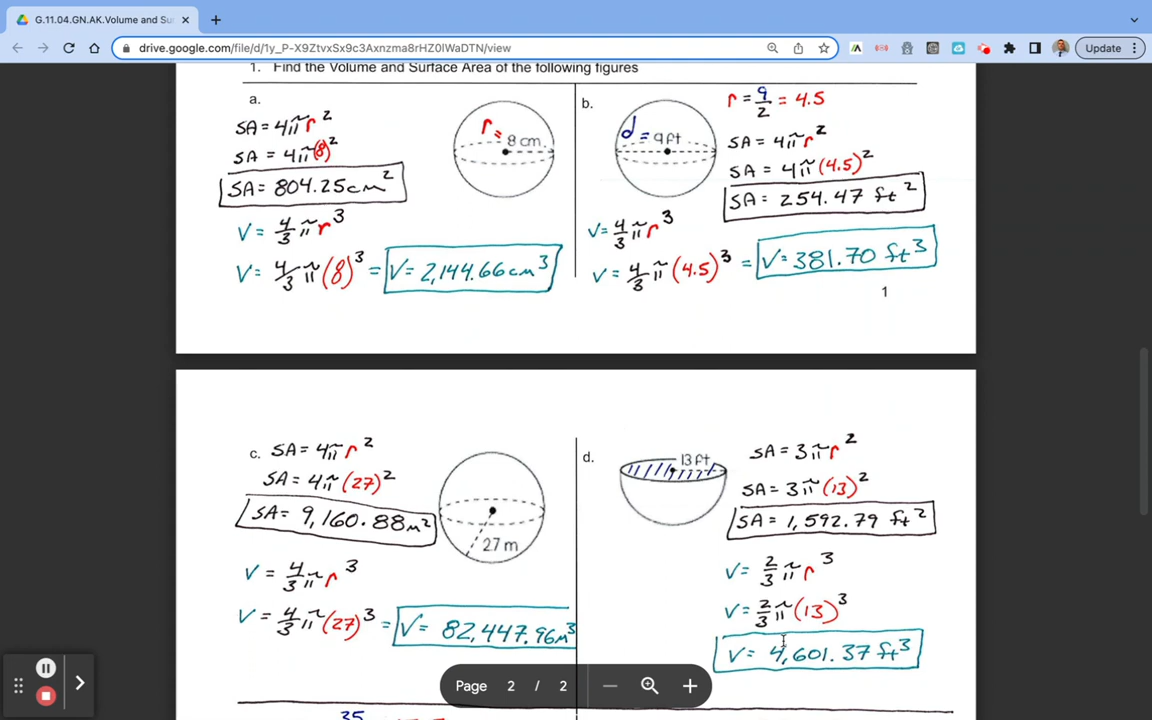 G.11.04.GN.AK.Volume and Su
drive.google.com/file/d/1y_P-X9ZtvxSx9c3Axnzma8rHZ0lWaDTN/view
Update
1. Find the Volume and Surface Area of the following figures
a.
SA = 4πr²
SA = 4π(8)²
SA = 804.25cm²
V = 4/3 πr³
V = 4/3 π(8)³ = V = 2,144.66cm³
r =
8 cm
b.
d = 9 ft
r = 9/2 = 4.5
SA = 4πr²
SA = 4π(4.5)²
SA = 254.47 ft²
V = 4/3 πr³
V = 4/3 π(4.5)³ = V = 381.70 ft³
1
c.
SA = 4πr²
SA = 4π(27)²
SA = 9,160.88m²
V = 4/3 πr³
V = 4/3 π(27)³ = V = 82,447.96m³
27 m
d.
13 ft
SA = 3πr²
SA = 3π(13)²
SA = 1,592.79 ft²
V = 2/3 πr³
V = 2/3 π(13)³
V = 4,601.37 ft³
Page 2 / 2
35